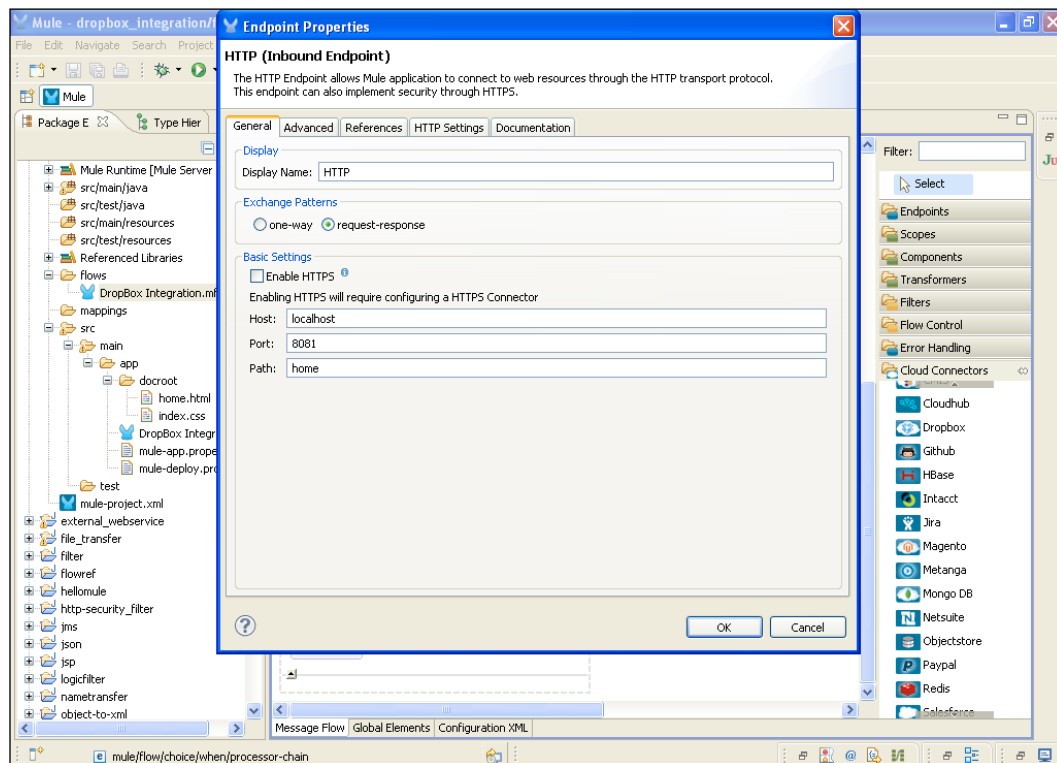 Mule - dropbox_integration/f
Endpoint Properties
File Edit Navigate Search Project
HTTP (Inbound Endpoint)
The HTTP Endpoint allows Mule application to connect to web resources through the HTTP transport protocol.
This endpoint can also implement security through HTTPS.
Mule
Package E
Type Hier
General Advanced References HTTP Settings Documentation
Display
Display Name: HTTP
Exchange Patterns
one-way request-response
Basic Settings
Enable HTTPS
Enabling HTTPS will require configuring a HTTPS Connector
Host: localhost
Port: 8081
Path: home
OK Cancel
Mule Runtime [Mule Server
src/main/java
src/test/java
src/main/resources
src/test/resources
Referenced Libraries
flows
DropBox Integration.mf
mappings
src
main
app
docroot
home.html
index.css
DropBox Integr
mule-app.prope
mule-deploy.pro
test
mule-project.xml
external_webservice
file_transfer
filter
flowref
hellomule
http-security_filter
jms
json
jsp
logicfilter
nametransfer
object-to-xml
Filter:
Ju
Select
Endpoints
Scopes
Components
Transformers
Filters
Flow Control
Error Handling
Cloud Connectors
Cloudhub
Dropbox
Github
HBase
Intacct
Jira
Magento
Metanga
Mongo DB
Netsuite
Objectstore
Paypal
Redis
Salesforce
Message Flow Global Elements Configuration XML
mule/flow/choice/when/processor-chain